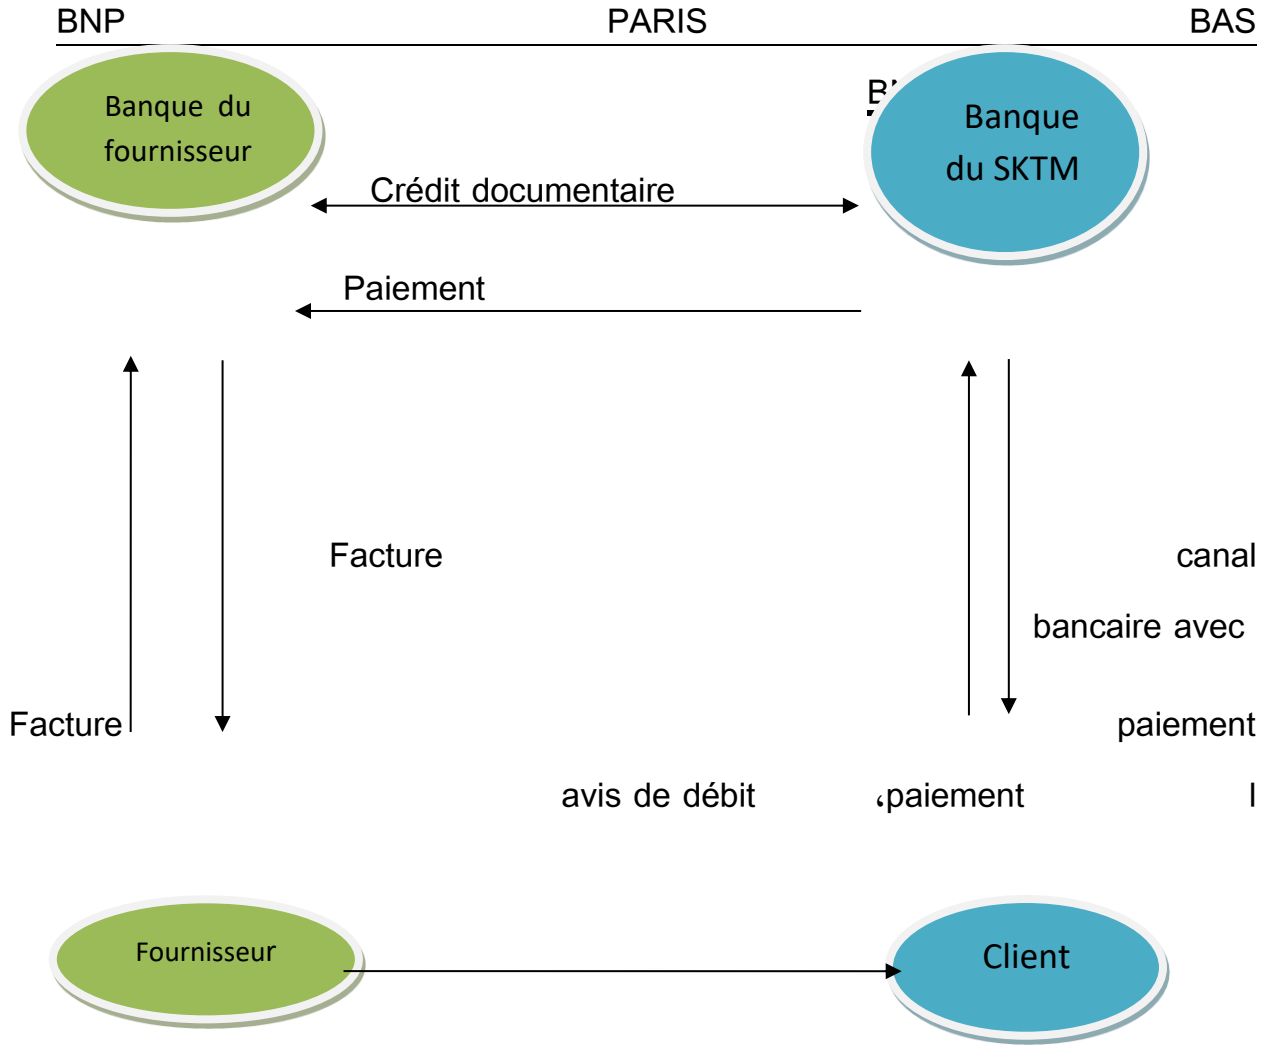 BNP PARIS BAS
Banque du
fournisseur
Banque
du SKTM
Crédit documentaire
Paiement
Facture canal
bancaire avec
Facture paiement
avis de débit ،paiement l
Fournisseur
Client